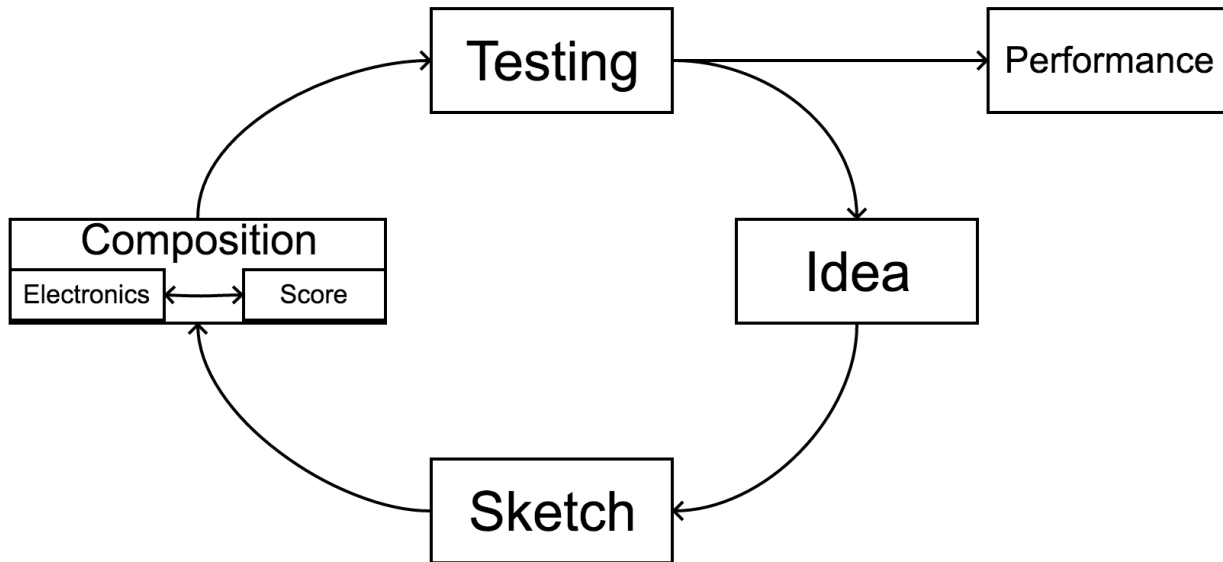 Testing
Performance
Composition
Electronics
Score
Idea
Sketch